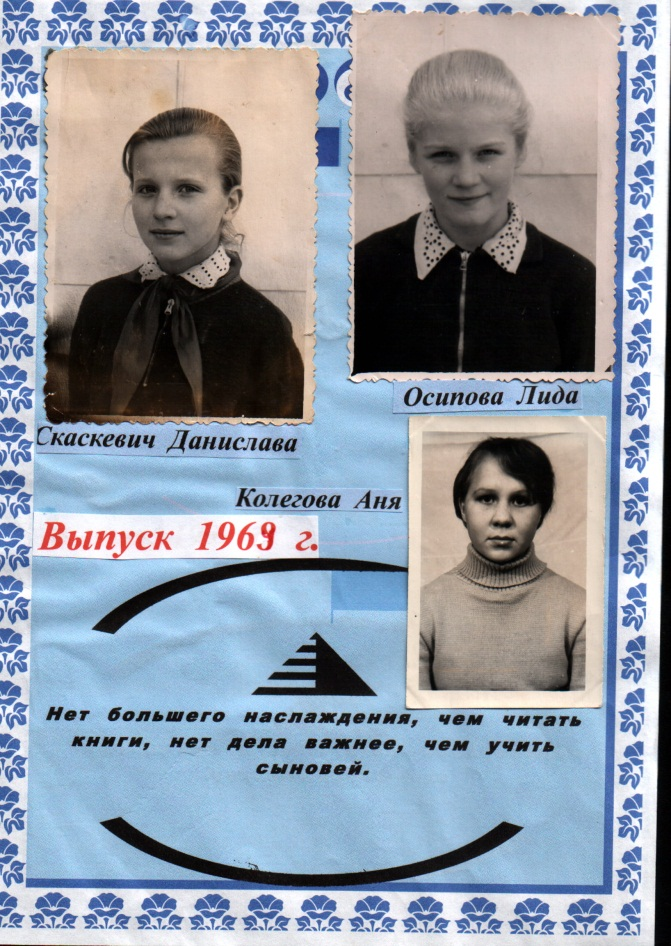 Осипова Лида
Скаскевич Данислава
Колегова Аня
Выпуск 1969 г.
Нет большего наслаждения, чем читать
книги, нет дела важнее, чем учить
сыновей.